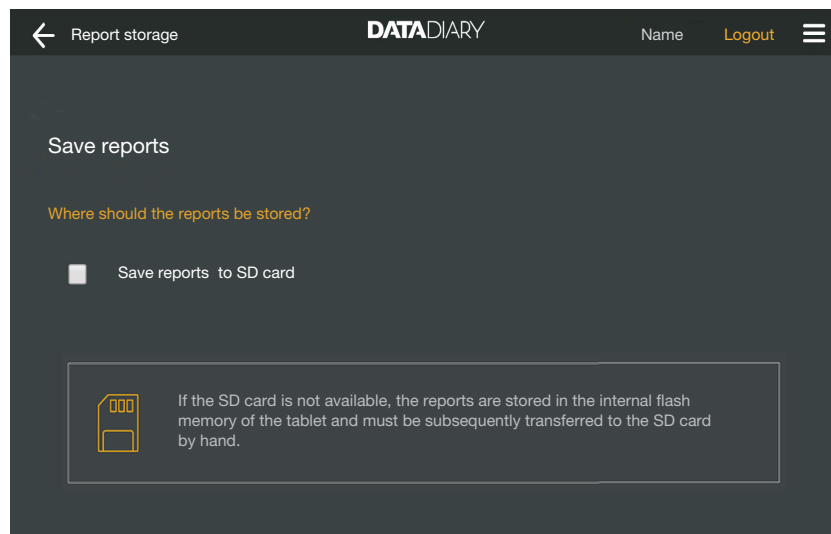 Report storage DATADIARY Name Logout
Save reports
Where should the reports be stored?
Save reports to SD card
If the SD card is not available, the reports are stored in the internal flash
memory of the tablet and must be subsequently transferred to the SD card
by hand.